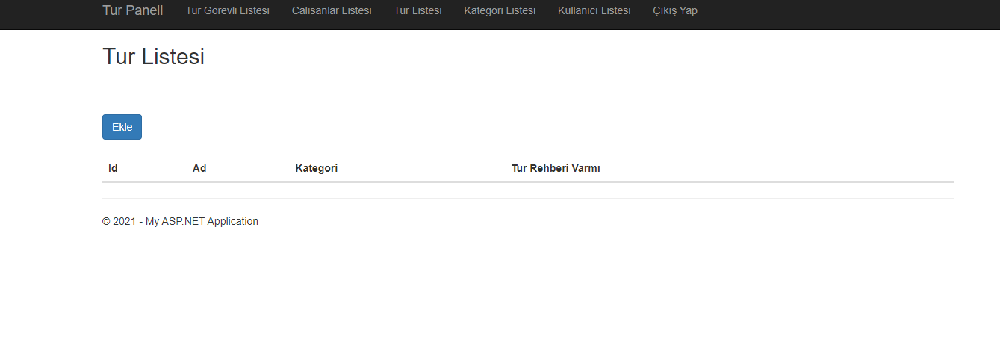 Tur Paneli Tur Görevli Listesi Calısanlar Listesi Tur Listesi Kategori Listesi Kullanıcı Listesi Çıkış Yap
Tur Listesi
Ekle
Id Ad Kategori Tur Rehberi Varmı
© 2021 - My ASP.NET Application